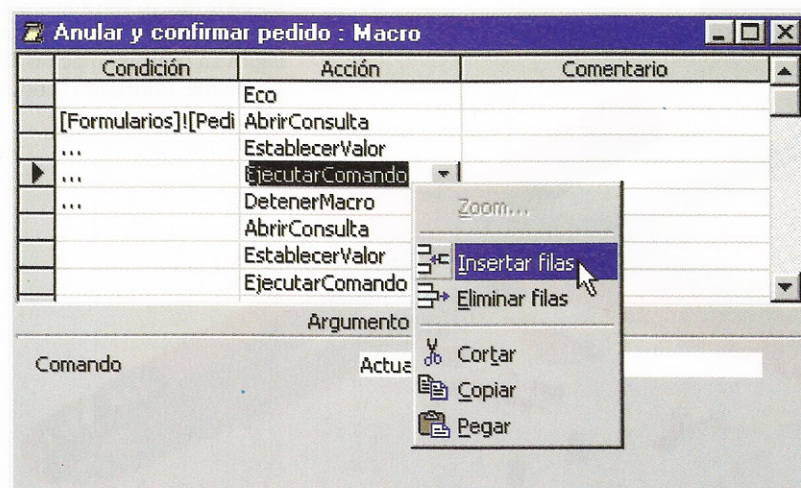 Anular y confirmar pedido : Macro
Condición Acción Comentario
Eco
[Formularios]![Pedi AbrirConsulta
... EstablecerValor
... EjecutarComando
... DetenerMacro
AbrirConsulta
EstablecerValor
EjecutarComando
Zoom...
Insertar filas
Eliminar filas
Cortar
Copiar
Pegar
Argumento
Comando Actua